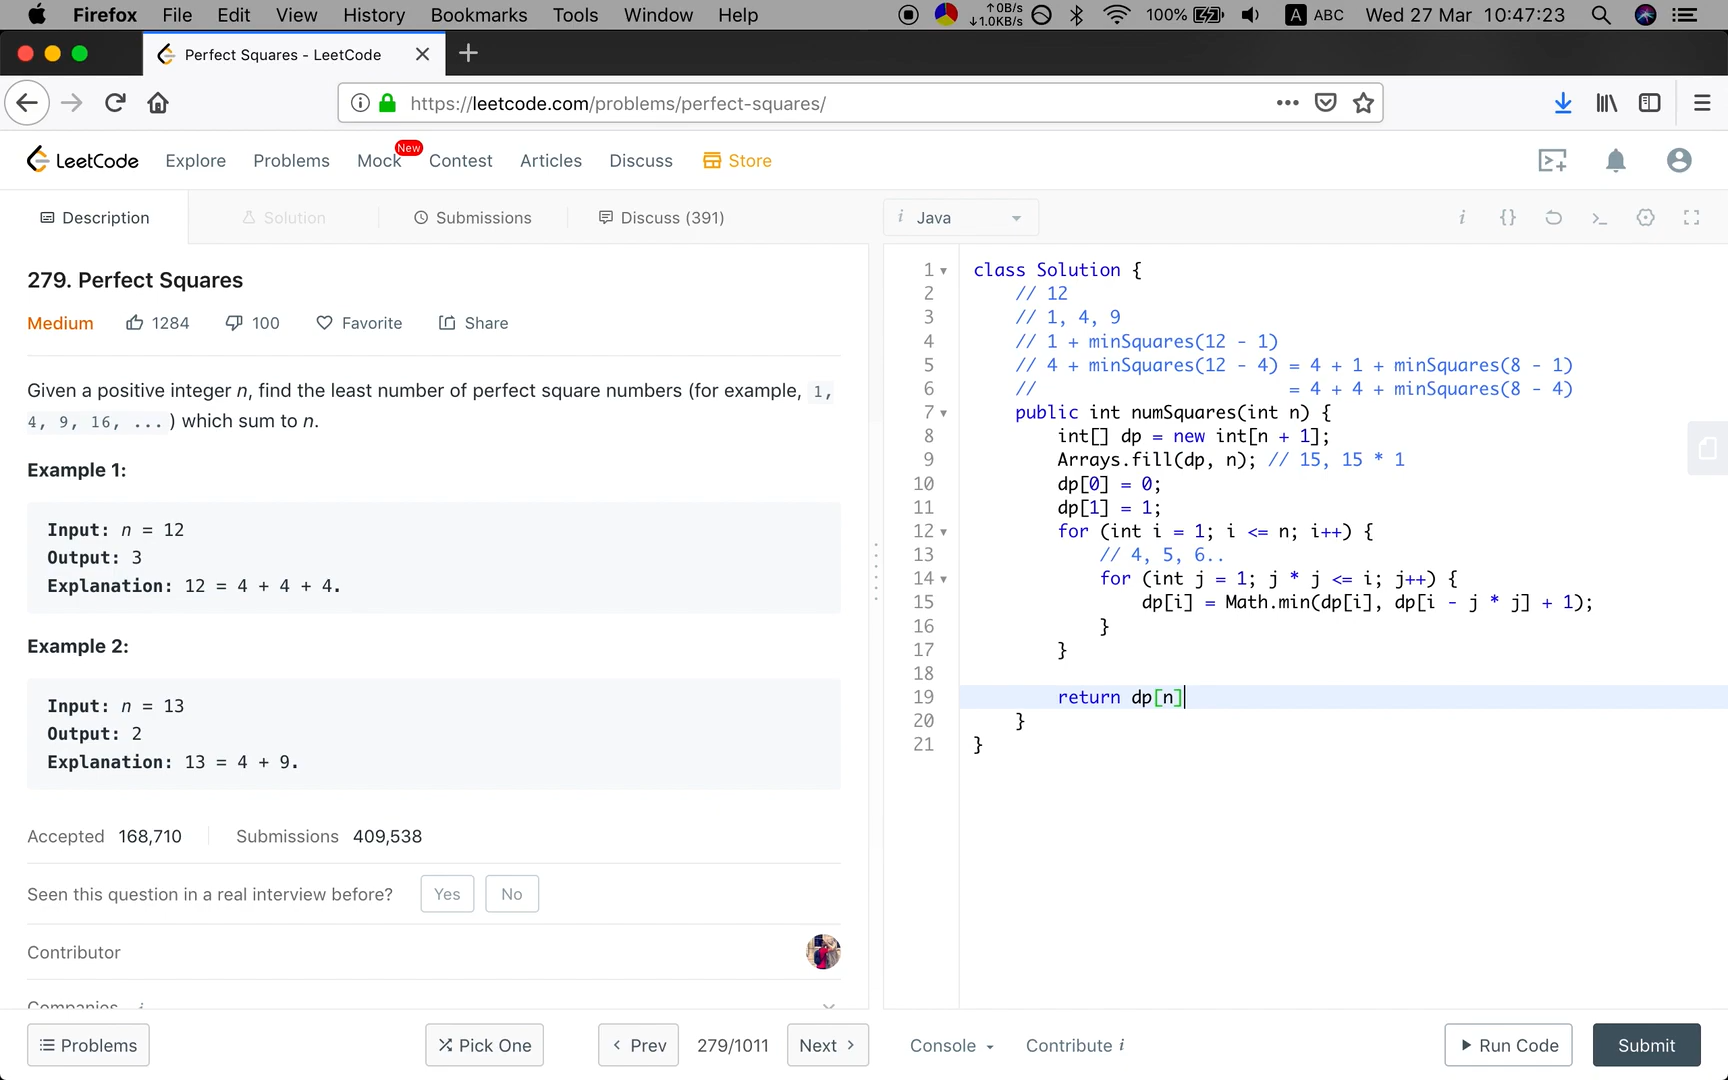 Firefox File Edit View History Bookmarks Tools Window Help ↑0B/s ↓1.0KB/s 100% A ABC Wed 27 Mar 10:47:23
Perfect Squares - LeetCode
https://leetcode.com/problems/perfect-squares/
LeetCode Explore Problems Mock New Contest Articles Discuss Store
Description Solution Submissions Discuss (391)
279. Perfect Squares
Medium 1284 100 Favorite Share
Given a positive integer n, find the least number of perfect square numbers (for example, 1,
4, 9, 16, ...) which sum to n.
Example 1:
Input: n = 12
Output: 3
Explanation: 12 = 4 + 4 + 4.
Example 2:
Input: n = 13
Output: 2
Explanation: 13 = 4 + 9.
Accepted 168,710 Submissions 409,538
Seen this question in a real interview before? Yes No
Contributor
Companies i
Problems Pick One Prev 279/1011 Next
i Java i {} >_
1 class Solution {
2 // 12
3 // 1, 4, 9
4 // 1 + minSquares(12 - 1)
5 // 4 + minSquares(12 - 4) = 4 + 1 + minSquares(8 - 1)
6 // = 4 + 4 + minSquares(8 - 4)
7 public int numSquares(int n) {
8 int[] dp = new int[n + 1];
9 Arrays.fill(dp, n); // 15, 15 * 1
10 dp[0] = 0;
11 dp[1] = 1;
12 for (int i = 1; i <= n; i++) {
13 // 4, 5, 6..
14 for (int j = 1; j * j <= i; j++) {
15 dp[i] = Math.min(dp[i], dp[i - j * j] + 1);
16 }
17 }
18
19 return dp[n]
20 }
21 }
Console Contribute i Run Code Submit